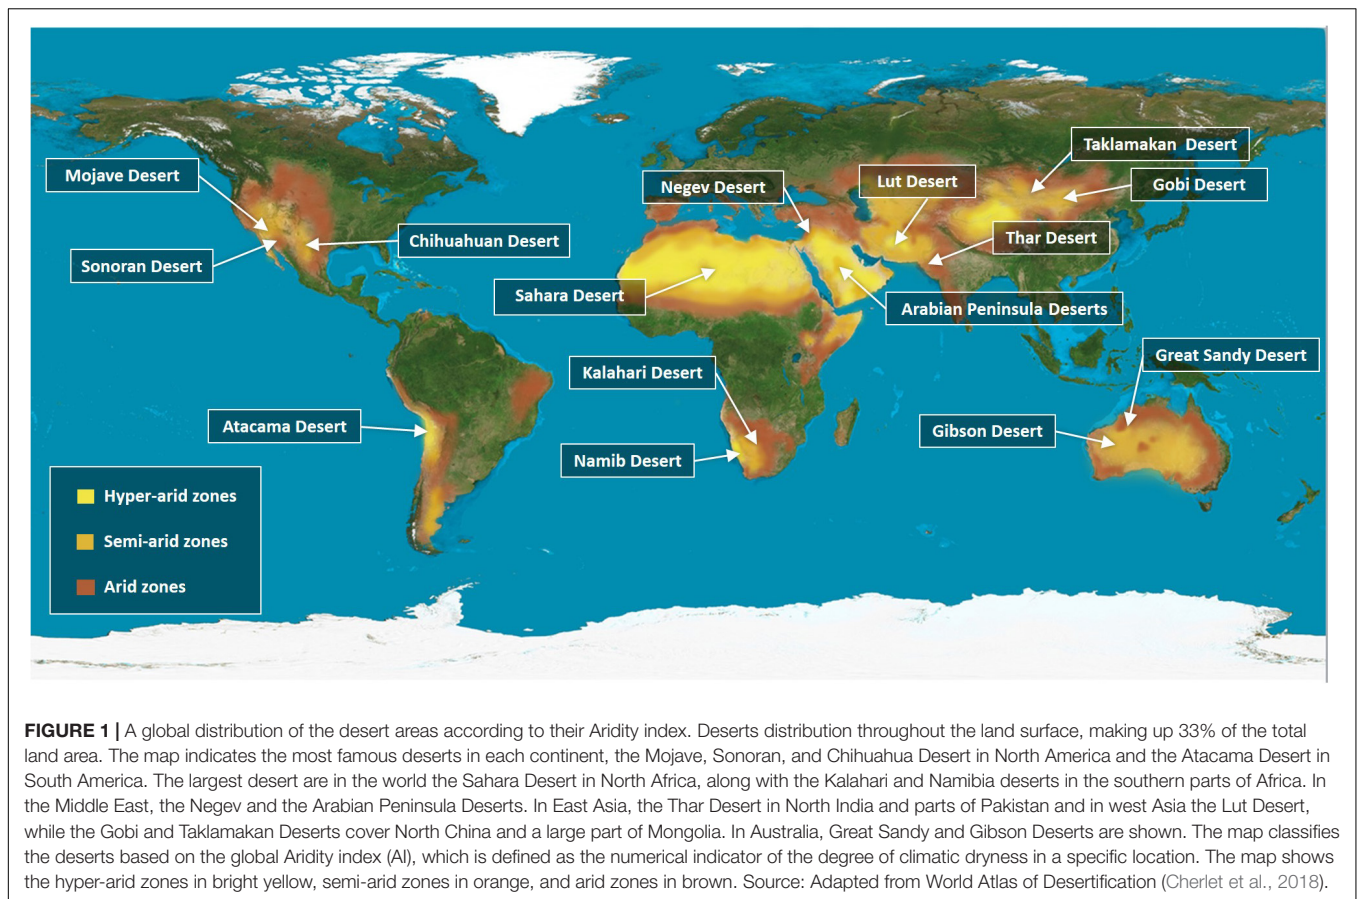 Taklamakan Desert
Mojave Desert
Negev Desert
Lut Desert
Gobi Desert
Chihuahuan Desert
Thar Desert
Sonoran Desert
Sahara Desert
Arabian Peninsula Deserts
Great Sandy Desert
Kalahari Desert
Atacama Desert
Gibson Desert
Namib Desert
Hyper-arid zones
Semi-arid zones
Arid zones
FIGURE 1 | A global distribution of the desert areas according to their Aridity index. Deserts distribution throughout the land surface, making up 33% of the total
land area. The map indicates the most famous deserts in each continent, the Mojave, Sonoran, and Chihuahua Desert in North America and the Atacama Desert in
South America. The largest desert are in the world the Sahara Desert in North Africa, along with the Kalahari and Namibia deserts in the southern parts of Africa. In
the Middle East, the Negev and the Arabian Peninsula Deserts. In East Asia, the Thar Desert in North India and parts of Pakistan and in west Asia the Lut Desert,
while the Gobi and Taklamakan Deserts cover North China and a large part of Mongolia. In Australia, Great Sandy and Gibson Deserts are shown. The map classifies
the deserts based on the global Aridity index (AI), which is defined as the numerical indicator of the degree of climatic dryness in a specific location. The map shows
the hyper-arid zones in bright yellow, semi-arid zones in orange, and arid zones in brown. Source: Adapted from World Atlas of Desertification (Cherlet et al., 2018).